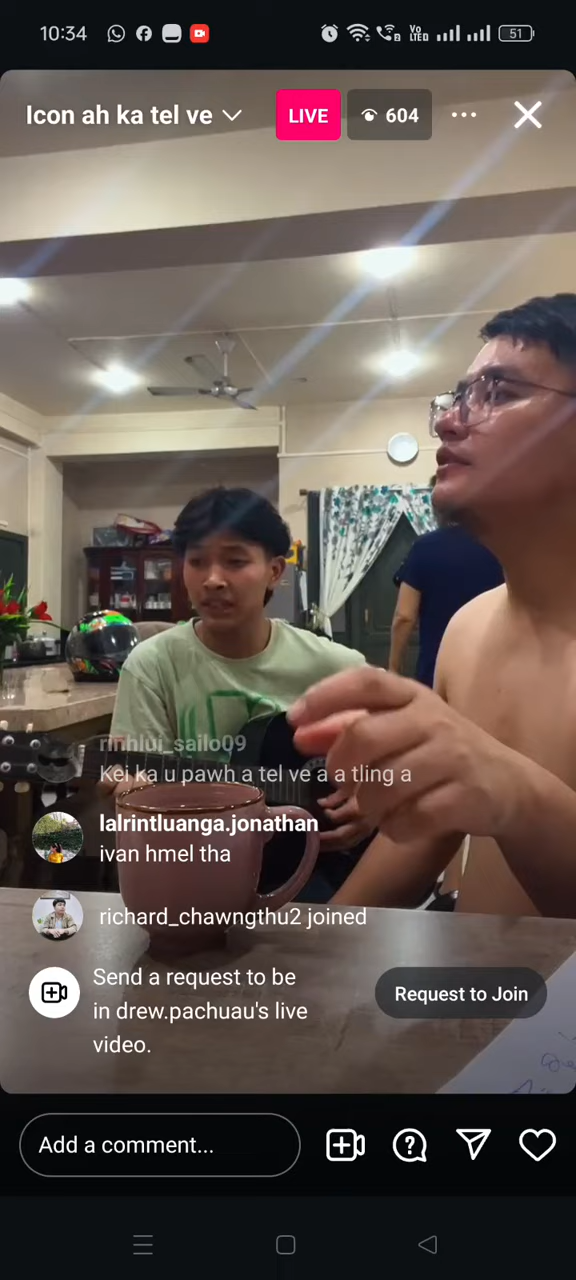 10:34
Vo
LTED
51
Icon ah ka tel ve
LIVE
604
rinhlui_sailo09
Kei ka u pawh a tel ve a a tling a
lalrintluanga.jonathan
ivan hmel tha
richard_chawngthu2 joined
Send a request to be
in drew.pachuau's live
video.
Request to Join
Add a comment...